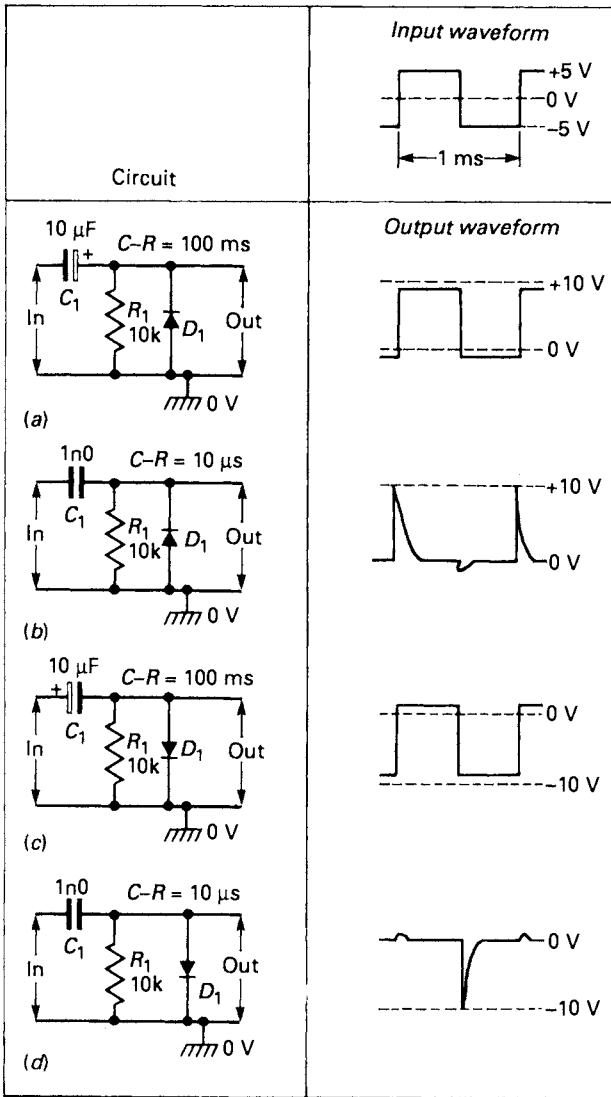 Input waveform
+5 V
0 V
−5 V
1 ms
Circuit
10 µF
+
C–R = 100 ms
C1
In
R1
10k
D1
Out
0 V
(a)
Output waveform
+10 V
0 V
1n0
C–R = 10 µs
C1
In
R1
10k
D1
Out
0 V
(b)
+10 V
0 V
10 µF
+
C–R = 100 ms
C1
In
R1
10k
D1
Out
0 V
(c)
0 V
−10 V
1n0
C–R = 10 µs
C1
In
R1
10k
D1
Out
0 V
(d)
0 V
−10 V